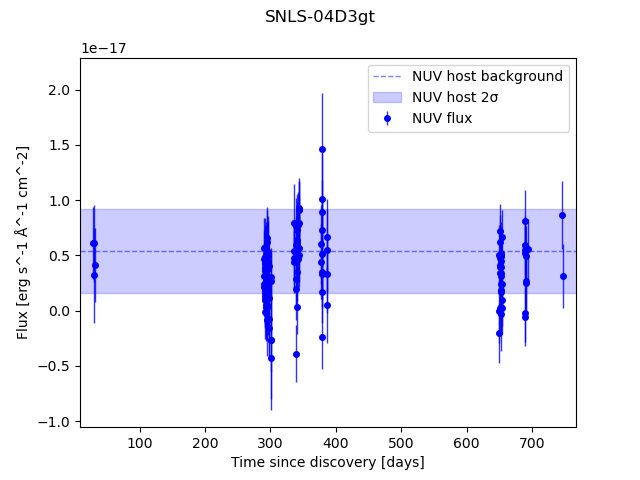 SNLS-04D3gt
1e−17
NUV host background
NUV host 2σ
NUV flux
2.0
1.5
1.0
0.5
0.0
−0.5
−1.0
Flux [erg s^-1 Å^-1 cm^-2]
100 200 300 400 500 600 700
Time since discovery [days]